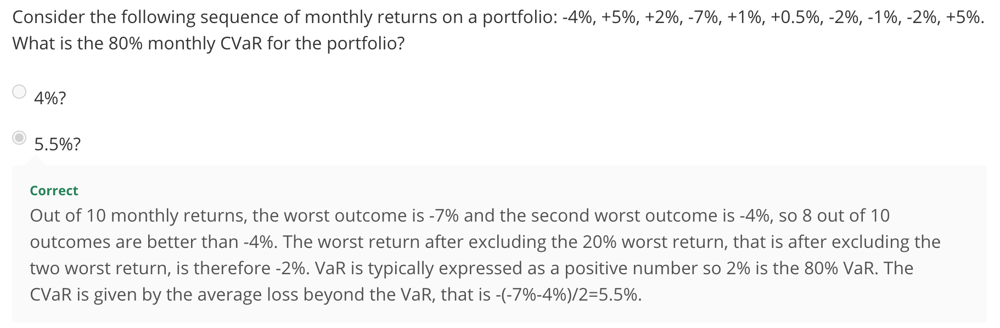 Consider the following sequence of monthly returns on a portfolio: -4%, +5%, +2%, -7%, +1%, +0.5%, -2%, -1%, -2%, +5%.
What is the 80% monthly CVaR for the portfolio?
4%?
5.5%?
Correct
Out of 10 monthly returns, the worst outcome is -7% and the second worst outcome is -4%, so 8 out of 10
outcomes are better than -4%. The worst return after excluding the 20% worst return, that is after excluding the
two worst return, is therefore -2%. VaR is typically expressed as a positive number so 2% is the 80% VaR. The
CVaR is given by the average loss beyond the VaR, that is -(-7%-4%)/2=5.5%.